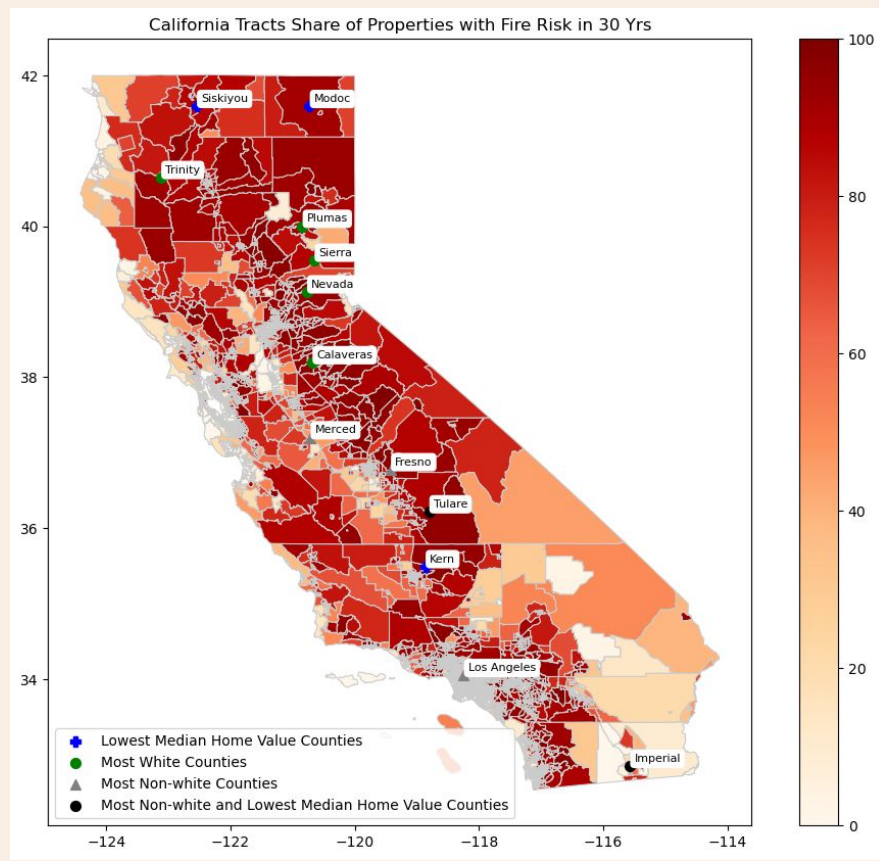 California Tracts Share of Properties with Fire Risk in 30 Yrs
100
42
Siskiyou
Modoc
Trinity
80
Plumas
40
Sierra
Nevada
60
Calaveras
38
Merced
Fresno
40
Tulare
36
Kern
20
Los Angeles
34
Lowest Median Home Value Counties
Most White Counties
Imperial
Most Non-white Counties
Most Non-white and Lowest Median Home Value Counties
0
−124
−122
−120
−118
−116
−114